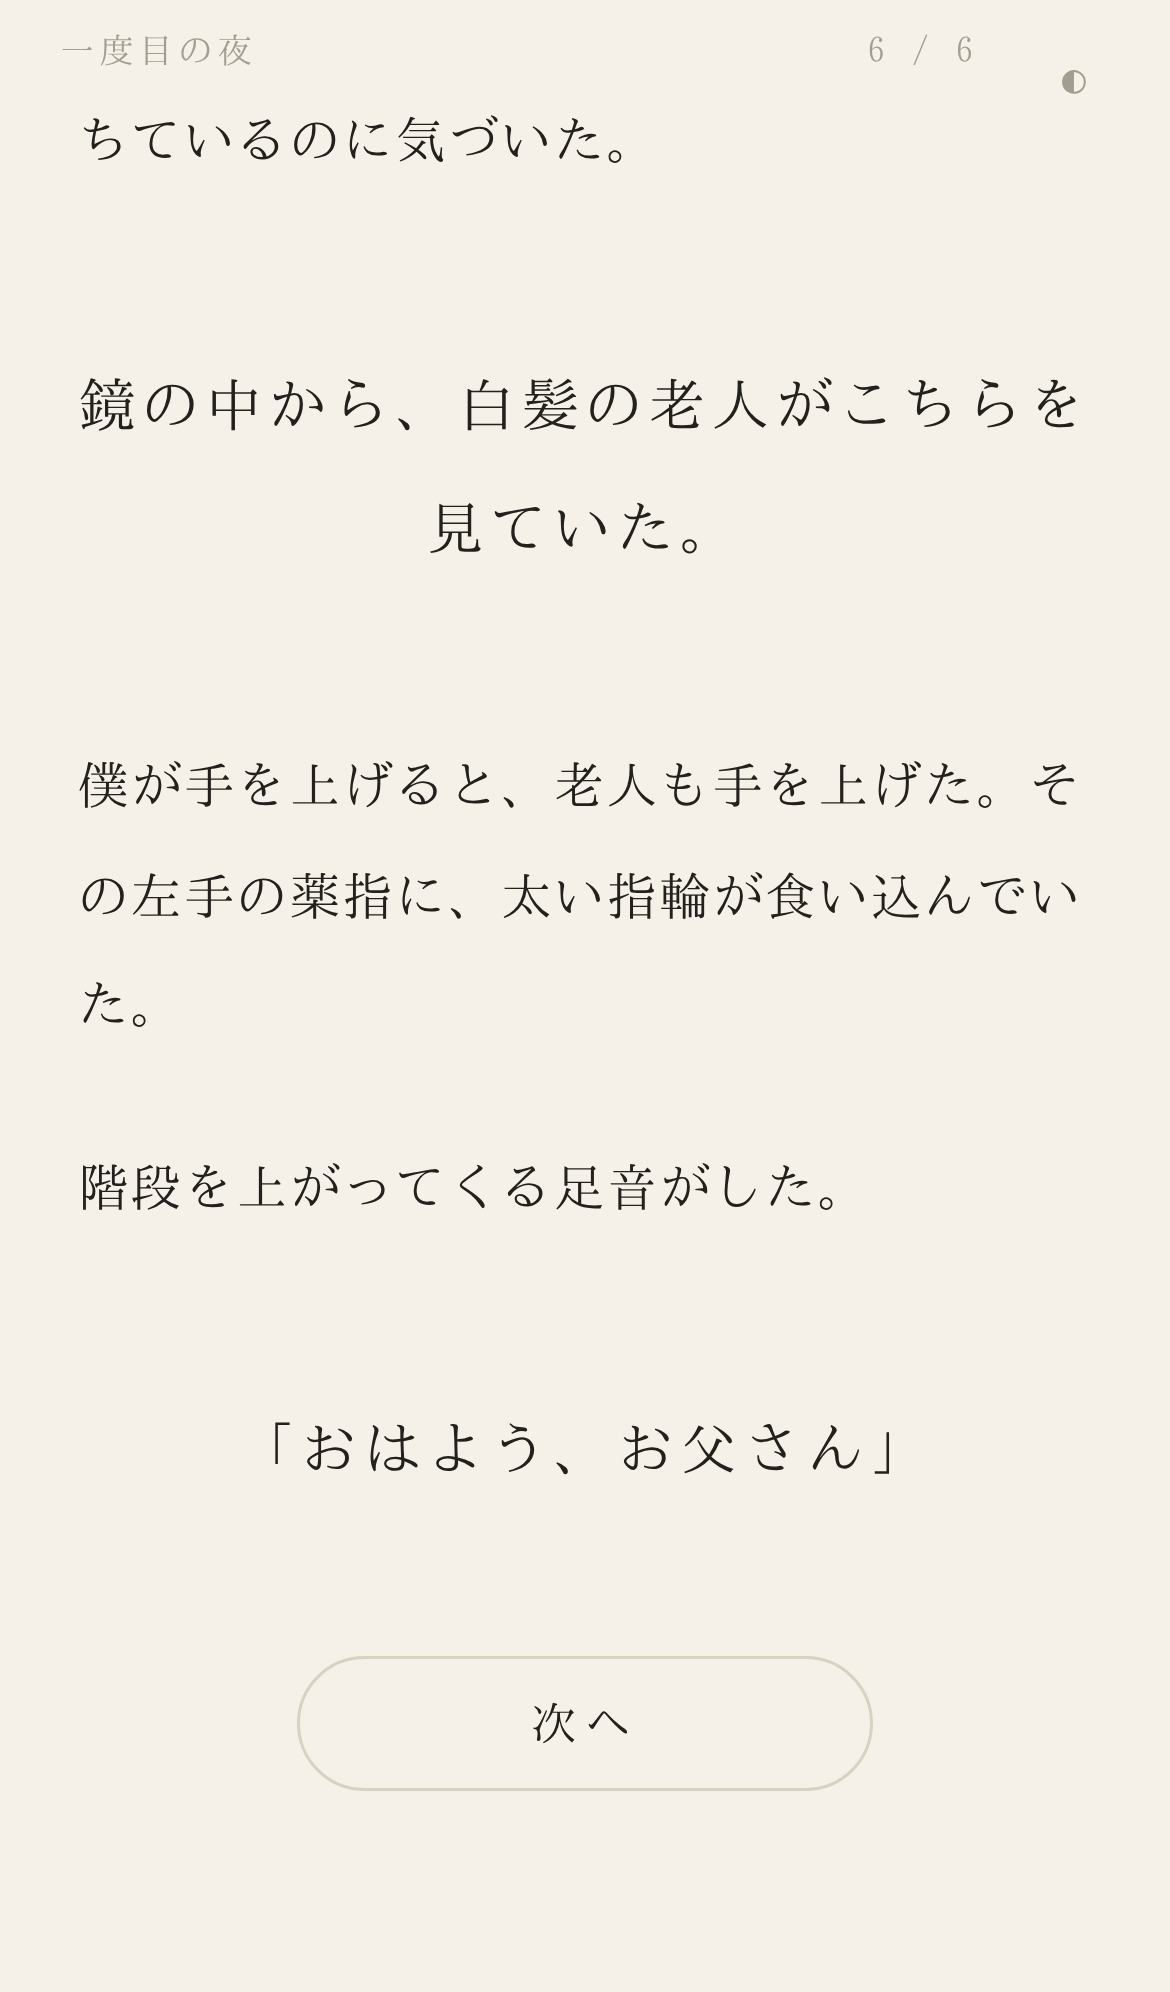 一度目の夜
6 / 6
ちているのに気づいた。
鏡の中から、白髪の老人がこちらを
見ていた。
僕が手を上げると、老人も手を上げた。そ
の左手の薬指に、太い指輪が食い込んでい
た。
階段を上がってくる足音がした。
「おはよう、お父さん」
次へ